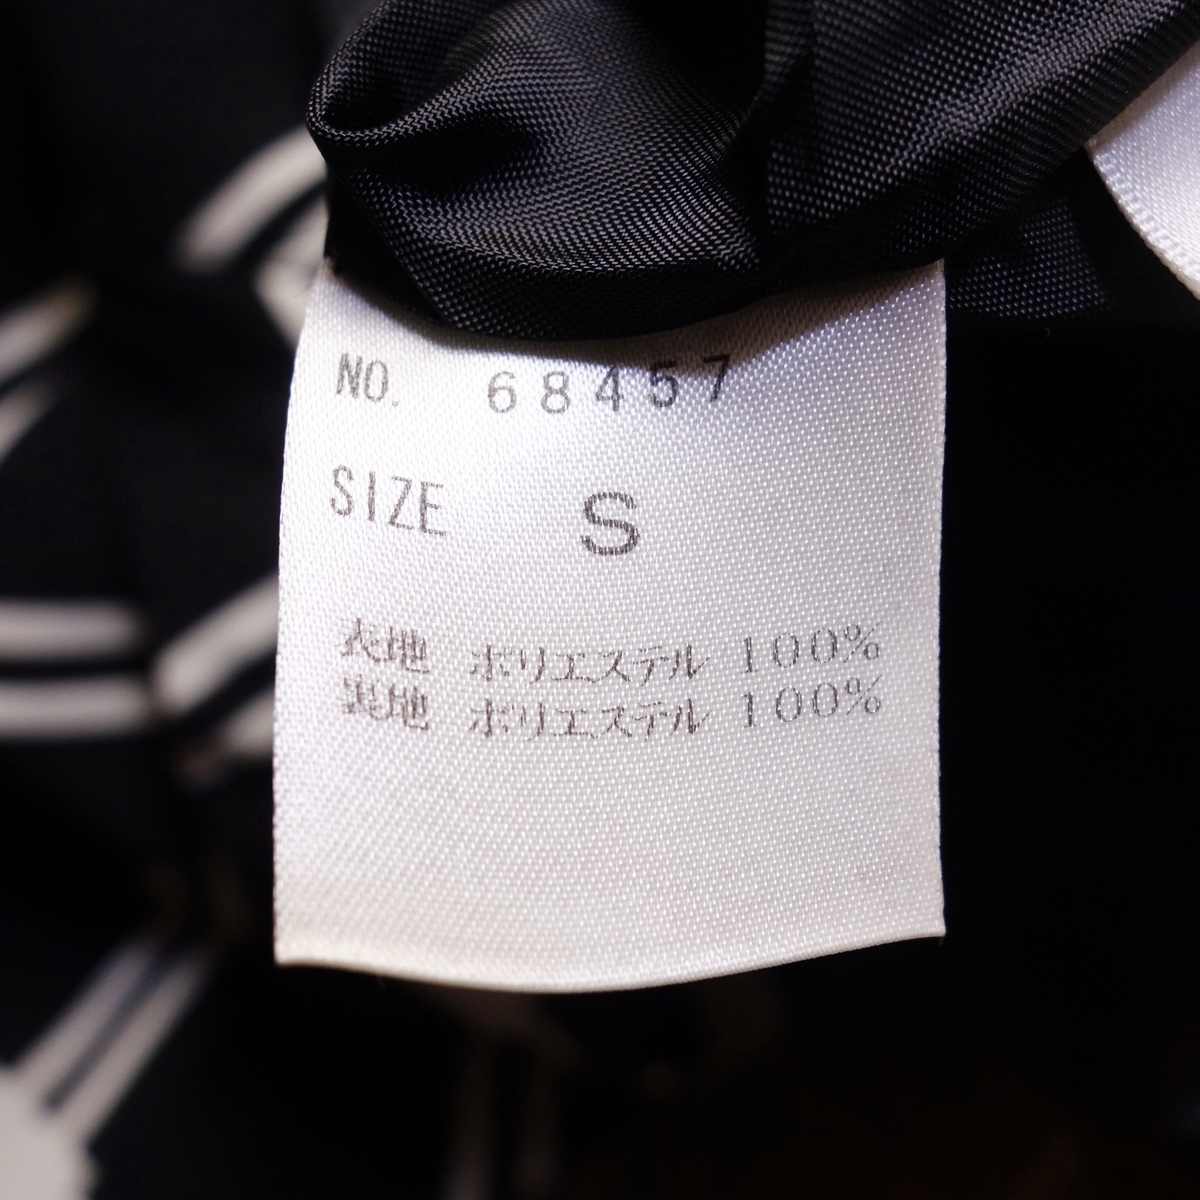 NO. 68457
SIZE S
表地 ポリエステル 100%
裏地 ポリエステル 100%